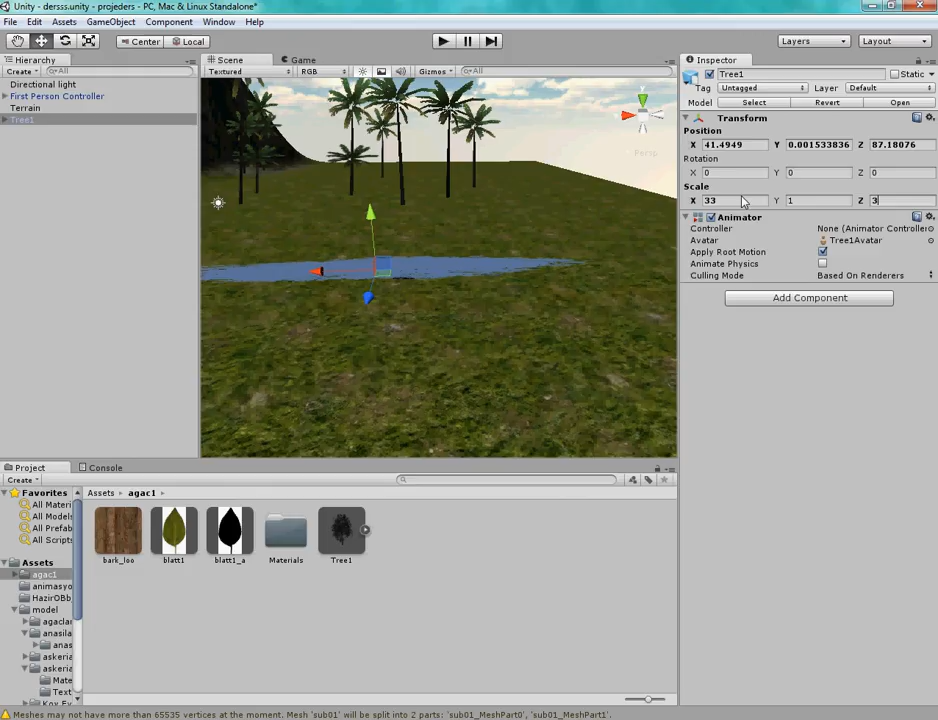 Unity - dersss.unity - projeders - PC, Mac & Linux Standalone*
File Edit Assets GameObject Component Window Help
Center Local Layers Layout
Hierarchy
Create All
Directional light
First Person Controller
Terrain
Tree1
Scene Game
Textured RGB Gizmos All
Persp
Inspector
Tree1 Static
Tag Untagged Layer Default
Model Select Revert Open
Transform
Position
X 41.4949 Y 0.001533836 Z 87.18076
Rotation
X 0 Y 0 Z 0
Scale
X 33 Y 1 Z 3
Animator
Controller None (Animator Controller
Avatar Tree1Avatar
Apply Root Motion
Animate Physics
Culling Mode Based On Renderers
Add Component
Project Console
Create
Favorites
All Materi
All Models
All Prefab
All Scripts
Assets
agac1
animasyo
HazirOBb
model
agaclar
anasila
anas
askeria
askeria
Mate
Text
Koy Ev
Assets agac1
bark_loo blatt1 blatt1_a Materials Tree1
Meshes may not have more than 65535 vertices at the moment. Mesh 'sub01' will be split into 2 parts: 'sub01_MeshPart0', 'sub01_MeshPart1'.